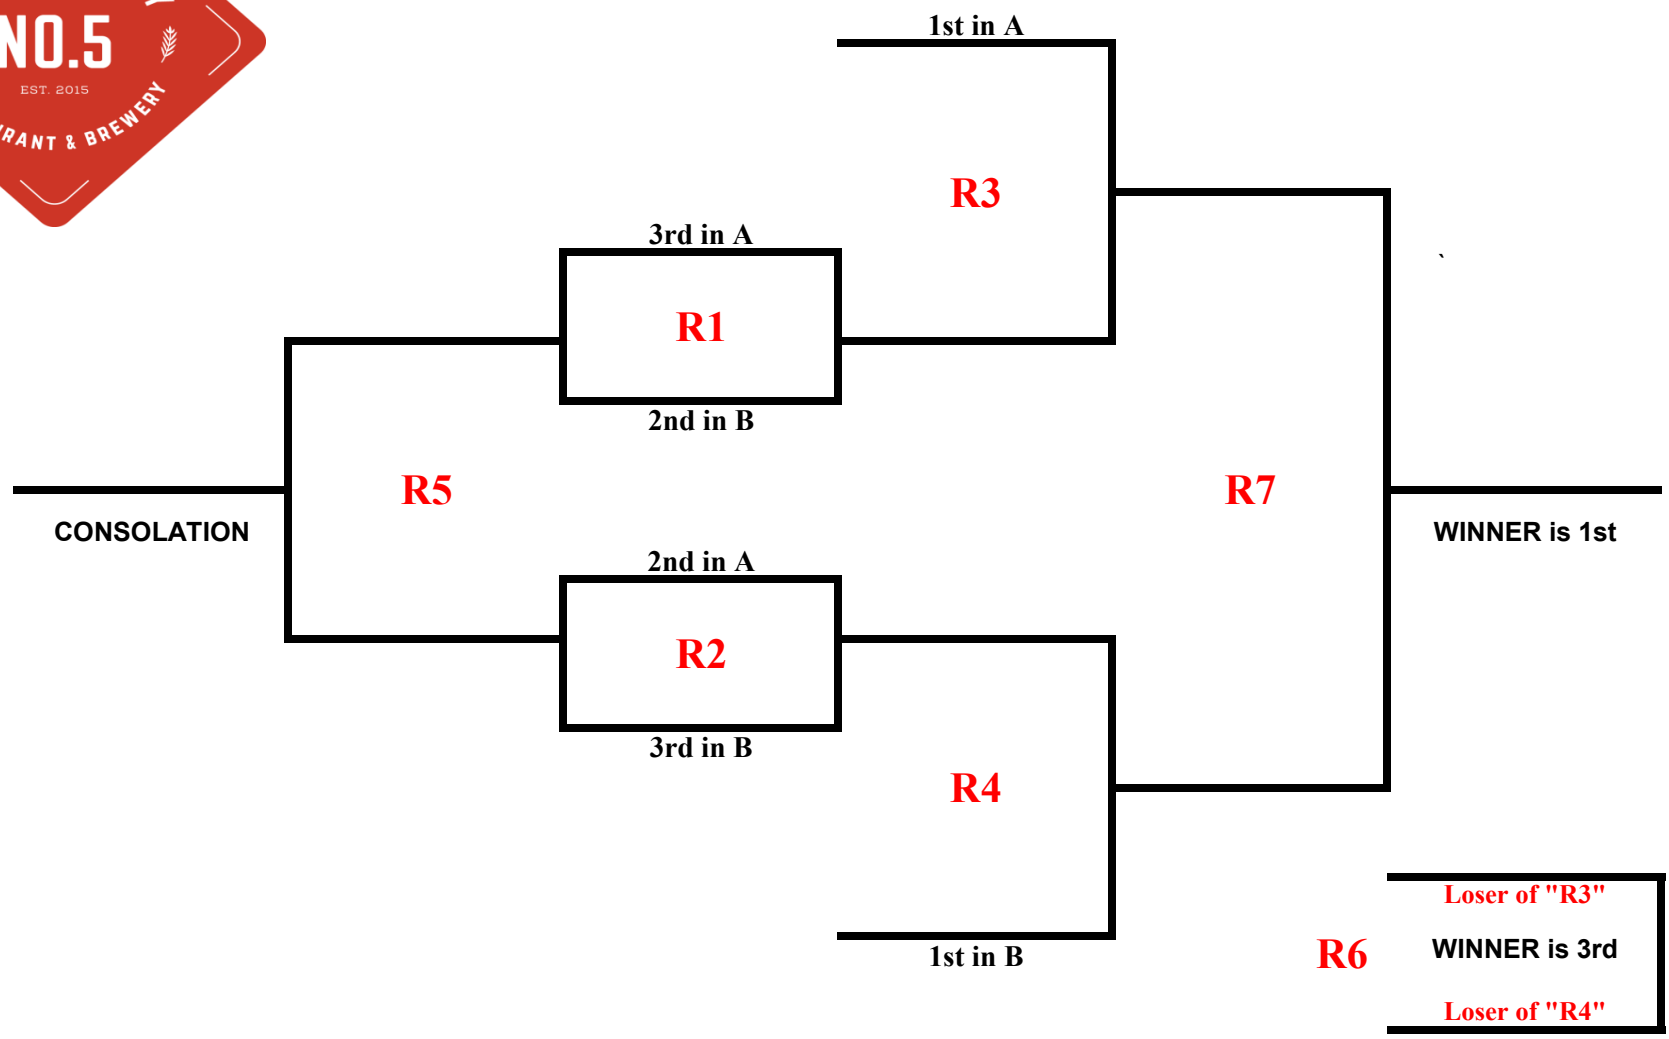 NO.5
EST. 2015
& BREWERY
1st in A
R3
3rd in A
`
R1
2nd in B
R5
R7
CONSOLATION
WINNER is 1st
2nd in A
R2
3rd in B
R4
Loser of "R3"
1st in B
R6
WINNER is 3rd
Loser of "R4"